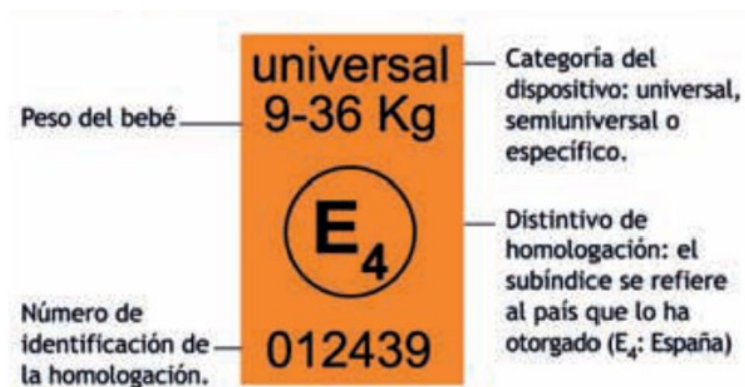 universal
9-36 Kg
E4
012439
Peso del bebé
Número de
identificación de
la homologación.
Categoría del
dispositivo: universal,
semiuniversal o
específico.
Distintivo de
homologación: el
subíndice se refiere
al país que lo ha
otorgado (E4: España)